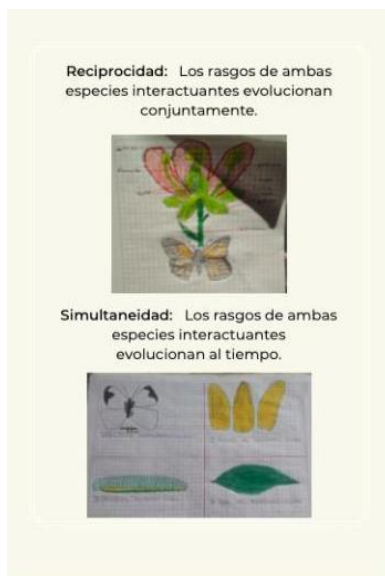 Reciprocidad: Los rasgos de ambas
especies interactuantes evolucionan
conjuntamente.
Simultaneidad: Los rasgos de ambas
especies interactuantes
evolucionan al tiempo.